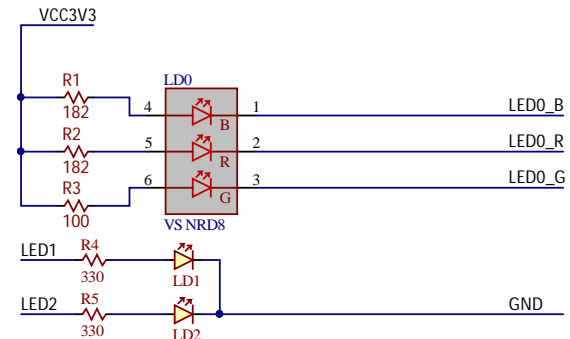 VCC3V3
R1
LD0
182
4
1
LED0_B
B
R2
5
2
LED0_R
182
R
R3
6
3
LED0_G
100
G
VS NRD8
LED1
R4
330
LD1
LED2
R5
GND
330
LD2